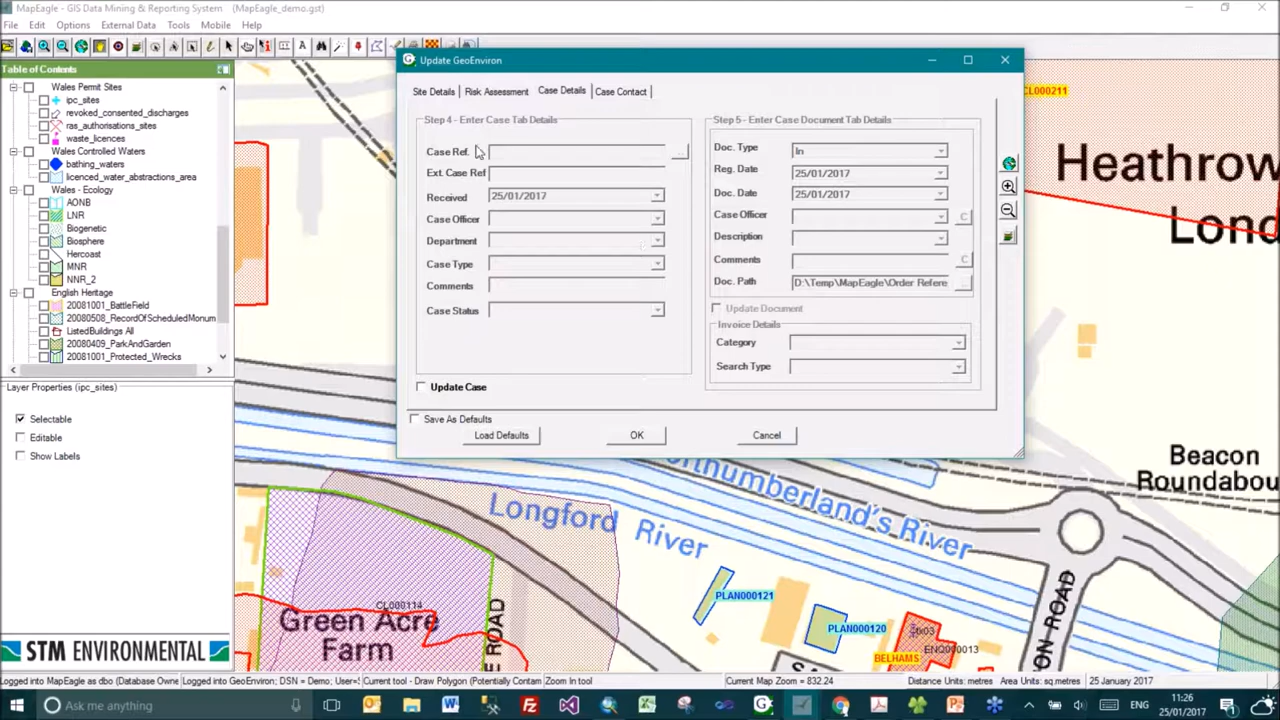 MapEagle - GIS Data Mining & Reporting System    (MapEagle_demo.gst)
File Edit Options External Data Tools Mobile Help
Table of Contents
Wales Permit Sites
ipc_sites
revoked_consented_discharges
ras_authorisations_sites
waste_licences
Wales Controlled Waters
bathing_waters
licenced_water_abstractions_area
Wales - Ecology
AONB
LNR
Biogenetic
Biosphere
Hercoast
MNR
NNR_2
English Heritage
20081001_BattleField
20080508_RecordOfScheduledMonum
ListedBuildings All
20080409_ParkAndGarden
20081001_Protected_Wrecks
Layer Properties (ipc_sites)
Selectable
Editable
Show Labels
STM ENVIRONMENTAL
Update GeoEnviron
Site Details Risk Assessment Case Details Case Contact
Step 4 - Enter Case Tab Details
Case Ref.
Ext. Case Ref
Received 25/01/2017
Case Officer
Department
Case Type
Comments
Case Status
Update Case
Step 5 - Enter Case Document Tab Details
Doc. Type In
Reg. Date 25/01/2017
Doc. Date 25/01/2017
Case Officer C
Description
Comments C
Doc. Path D:\Temp\MapEagle\Order Refere
Update Document
Invoice Details
Category
Search Type
Save As Defaults
Load Defaults OK Cancel
CL000211
Heathrow
Lond
Beacon
Roundabou
Northumberland's River
Longford River
PLAN000121
PLAN000120
CL000114
Green Acre
Farm
ROAD
ENQ000013
BELHAMS
ON ROAD
Logged into MapEagle as dbo (Database Owne Logged into GeoEnviron, DSN = Demo; User= Current tool - Draw Polygon (Potentially Contam Zoom In tool Current Map Zoom = 832.24 Distance Units: metres Area Units: sq.metres 25 January 2017
Ask me anything
ENG
11:26
25/01/2017